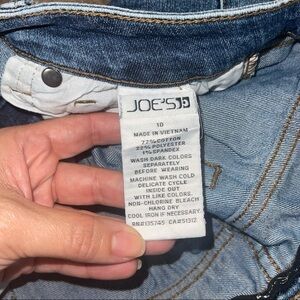 JOE'S
10
MADE IN VIETNAM
77% COTTON
22% POLYESTER
1% SPANDEX
WASH DARK COLORS
SEPARATELY
BEFORE WEARING
MACHINE WASH COLD
DELICATE CYCLE
INSIDE OUT
WITH LIKE COLORS.
NON-CHLORINE BLEACH
HANG DRY
COOL IRON IF NECESSARY
RN#135745 CA#51312